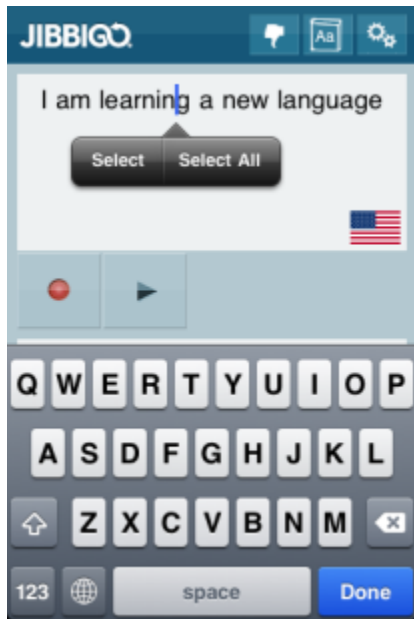 JIBBIGO
Aa
I am learning a new language
Select Select All
Q W E R T Y U I O P
A S D F G H J K L
Z X C V B N M
123 space Done